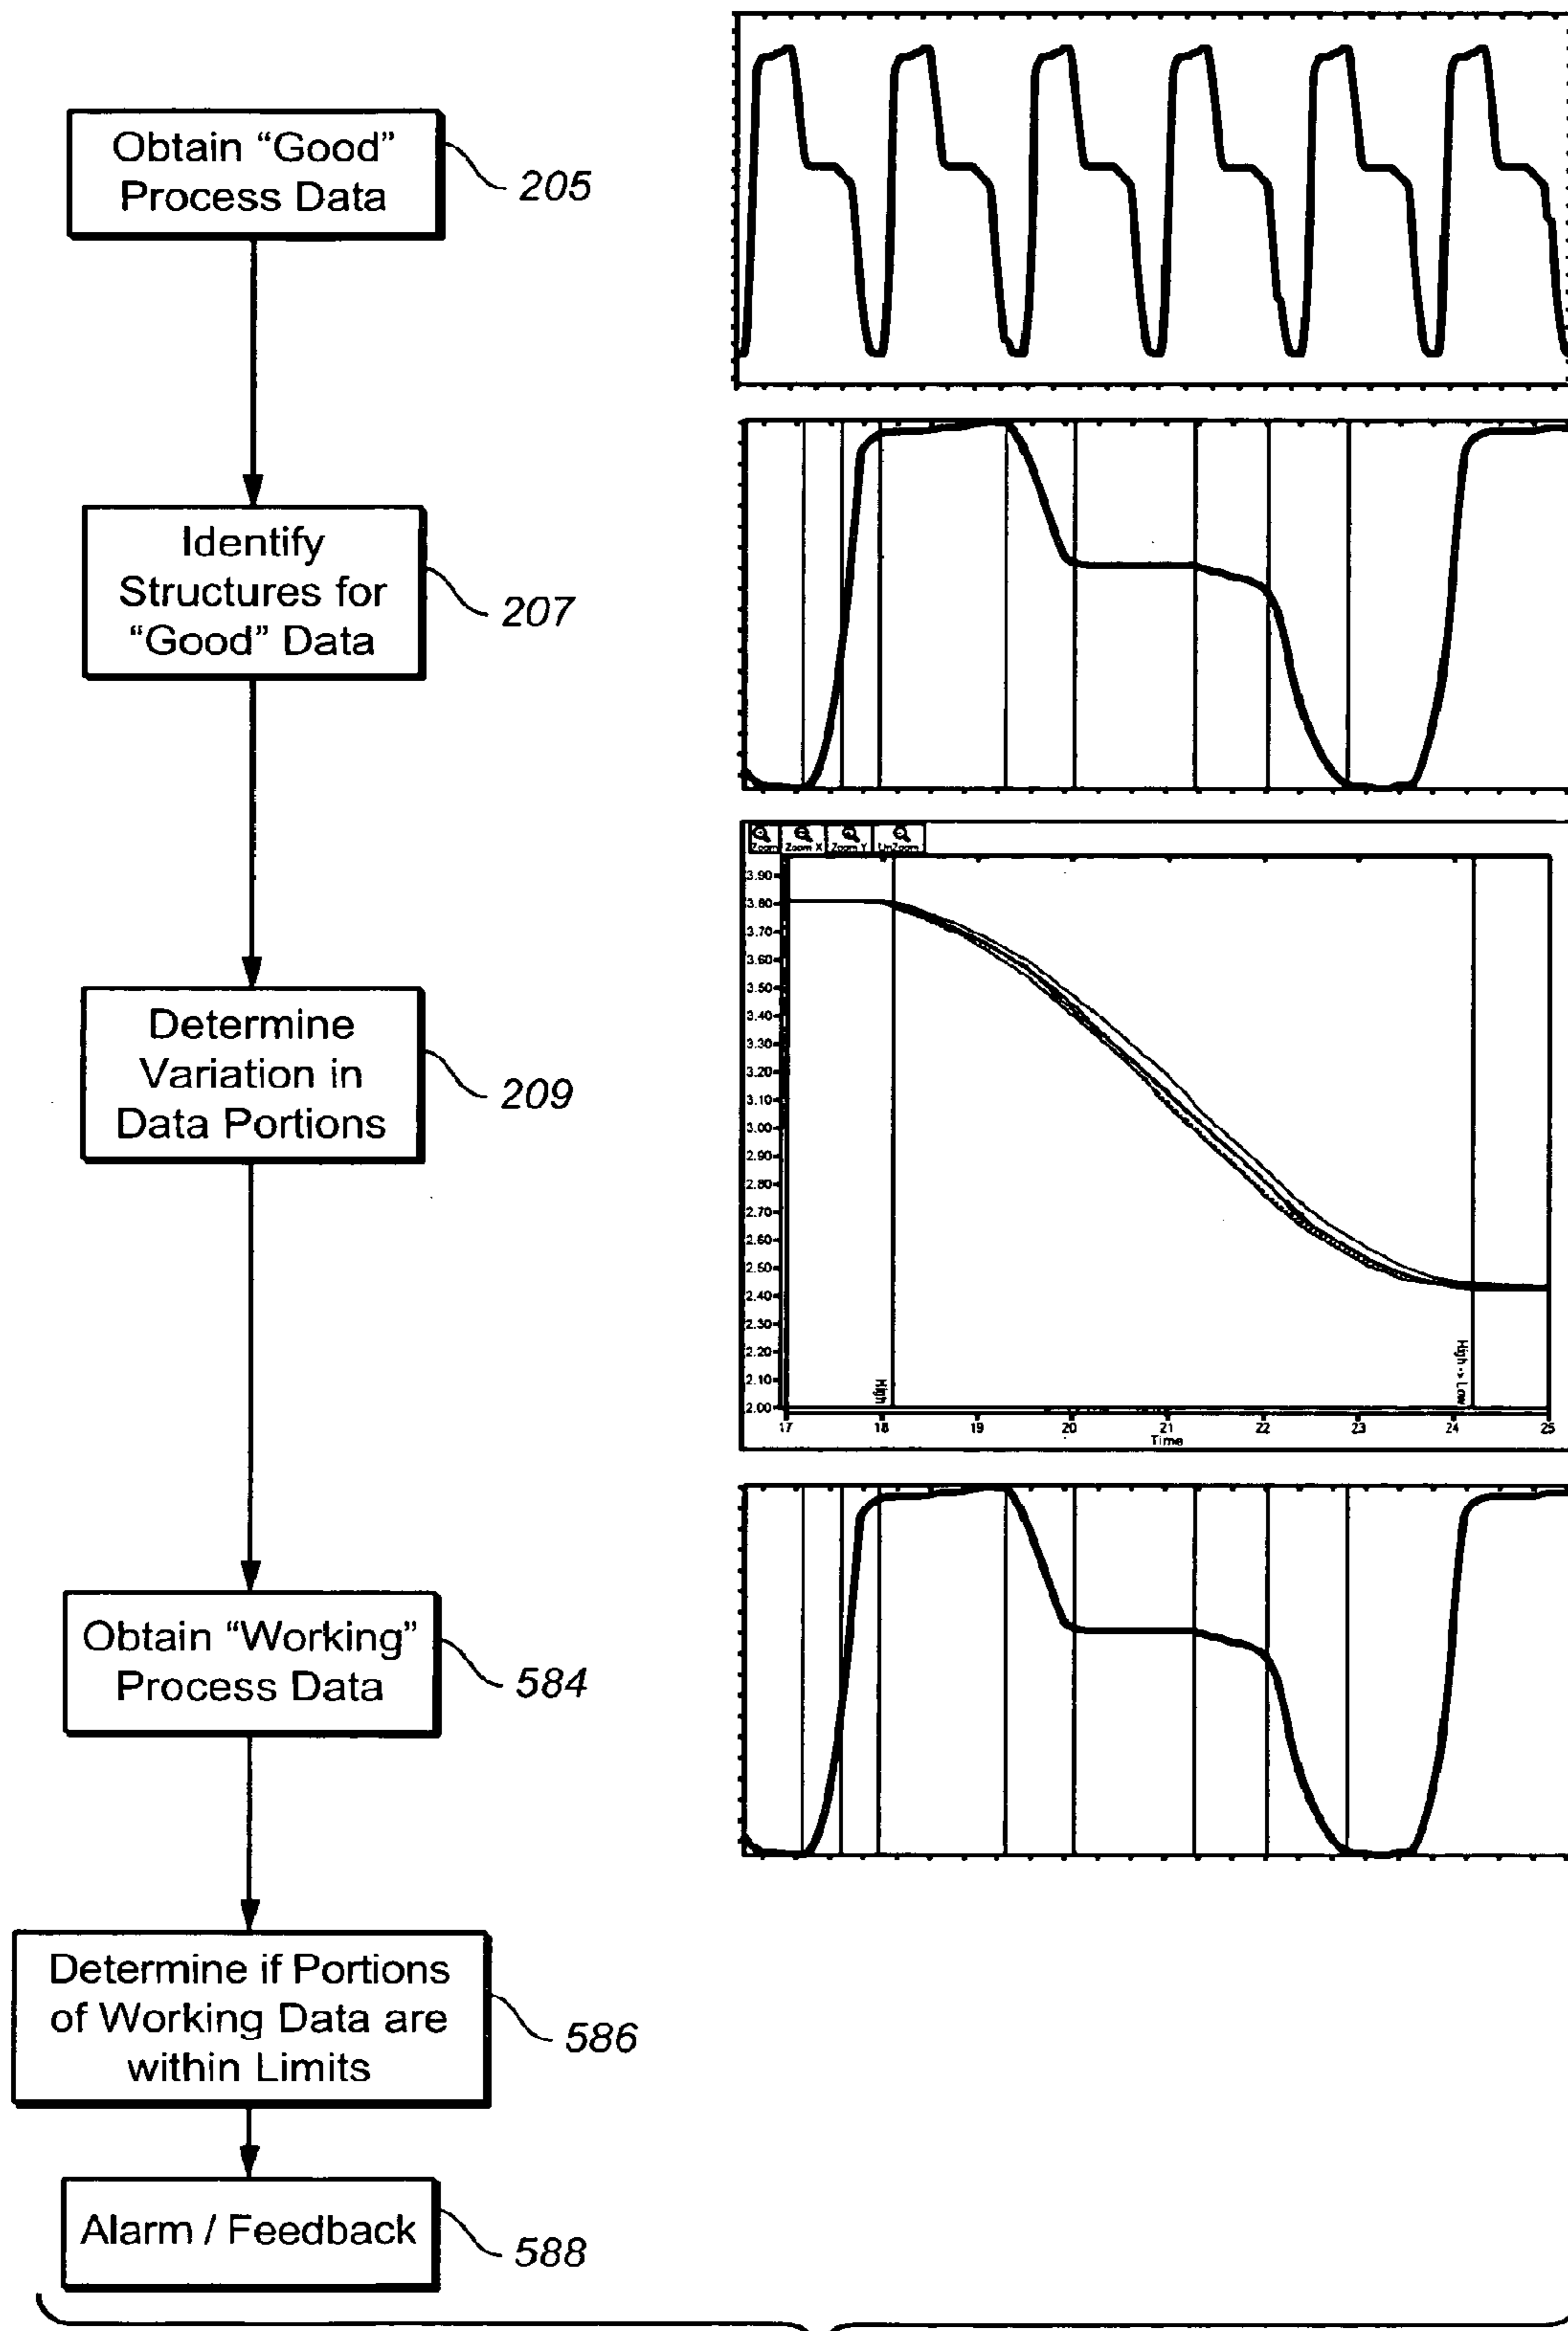 Obtain “Good”
Process Data
205
Identify
Structures for
“Good” Data
207
Zoom
Zoom X
Zoom Y
UnZoom
3.90
3.80
3.70
3.60
3.50
3.40
3.30
3.20
3.10
3.00
2.90
2.80
2.70
2.60
2.50
2.40
2.30
2.20
2.10
2.00
High
High -> Low
17
18
19
20
21
22
23
24
25
Time
Determine
Variation in
Data Portions
209
Obtain “Working”
Process Data
584
Determine if Portions
of Working Data are
within Limits
586
Alarm / Feedback
588